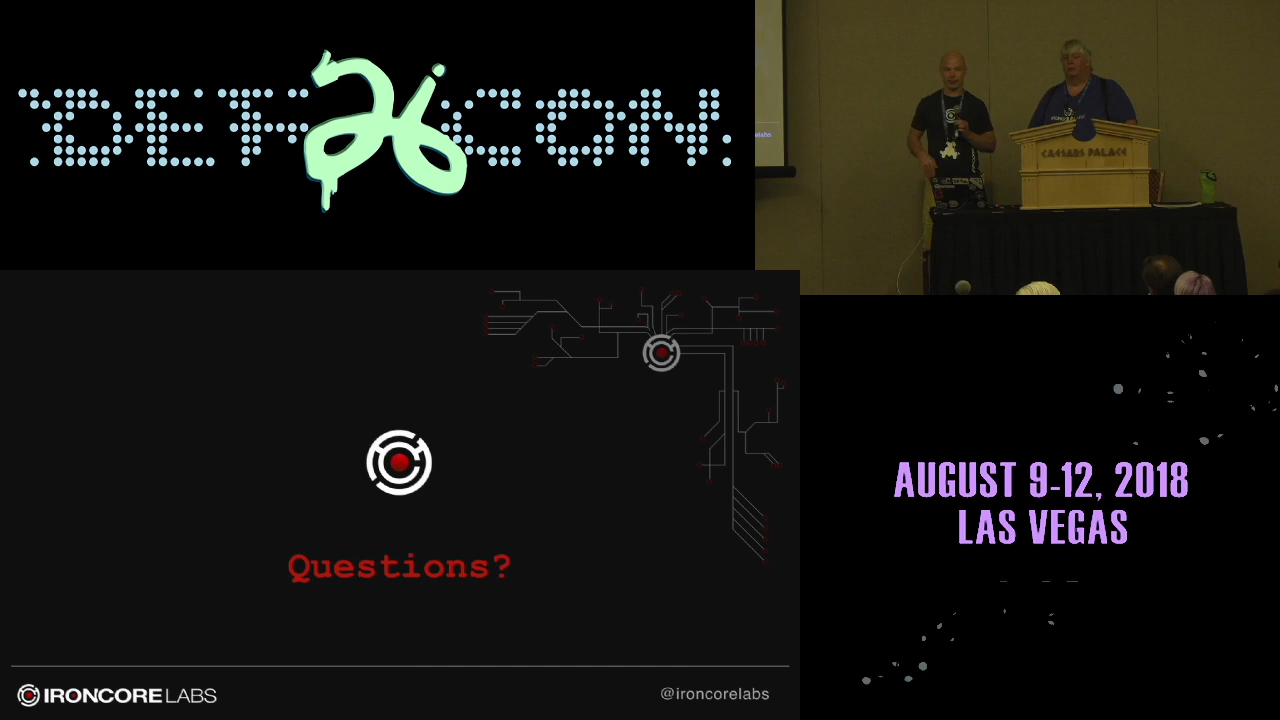 DEF 26 CON
CAESARS PALACE
AUGUST 9-12, 2018
LAS VEGAS
Questions?
IRONCORE LABS
@ironcorelabs